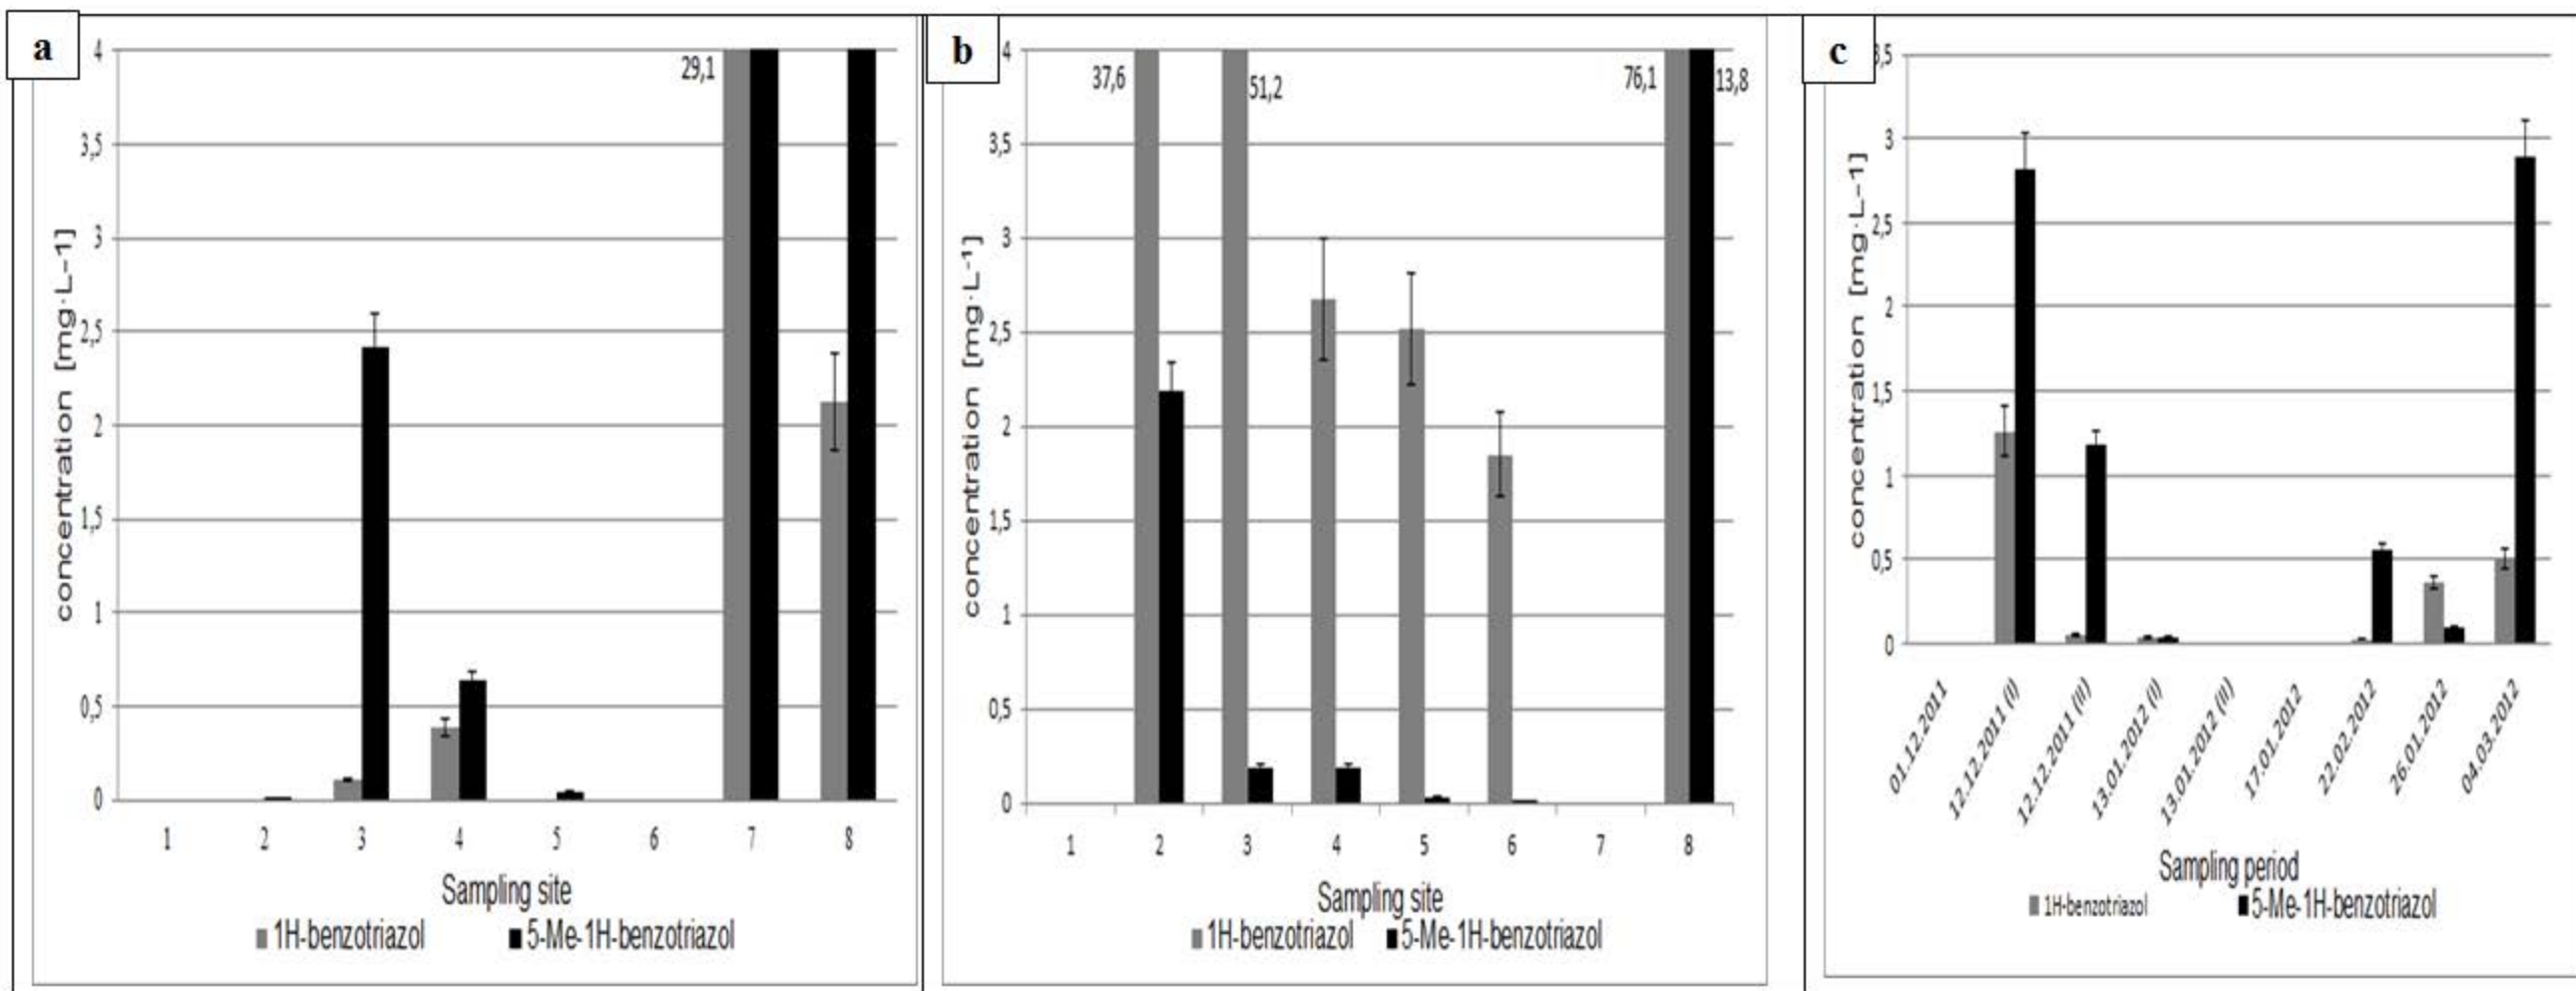 a
4
3,5
3
2,5
2
1,5
1
0,5
0
concentration [mg·L−1]
29,1
1 2 3 4 5 6 7 8
Sampling site
1H-benzotriazol 5-Me-1H-benzotriazol
b
4
3,5
3
2,5
2
1,5
1
0,5
0
concentration [mg·L-1]
37,6
51,2
76,1
13,8
1 2 3 4 5 6 7 8
Sampling site
1H-benzotriazol 5-Me-1H-benzotriazol
c
3,5
3
2,5
2
1,5
1
0,5
0
concentration [mg·L−1]
01.12.2011
12.12.2011 (I)
12.12.2011 (II)
13.01.2012 (I)
13.01.2012 (II)
17.01.2012
22.02.2012
26.01.2012
04.03.2012
Sampling period
1H-benzotriazol 5-Me-1H-benzotriazol